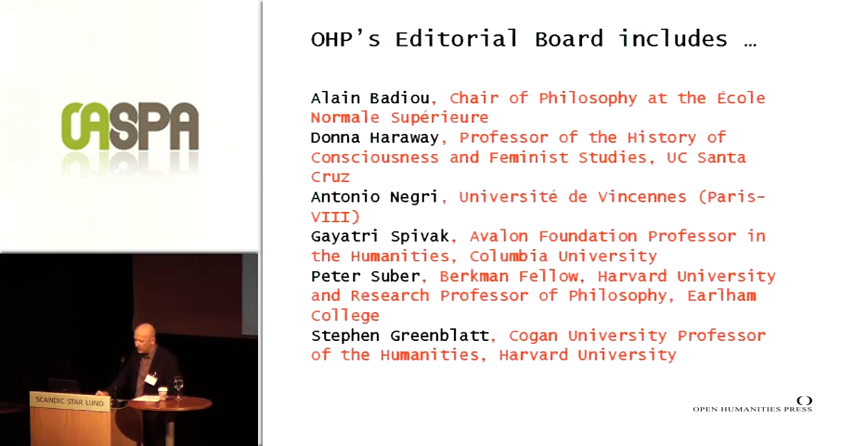 OASPA
OHP’s Editorial Board includes …
Alain Badiou, Chair of Philosophy at the École
Normale Supérieure
Donna Haraway, Professor of the History of
Consciousness and Feminist Studies, UC Santa
Cruz
Antonio Negri, Université de Vincennes (Paris-
VIII)
Gayatri Spivak, Avalon Foundation Professor in
the Humanities, Columbia University
Peter Suber, Berkman Fellow, Harvard University
and Research Professor of Philosophy, Earlham
College
Stephen Greenblatt, Cogan University Professor
of the Humanities, Harvard University
SCANDIC STAR LUND
OPEN HUMANITIES PRESS